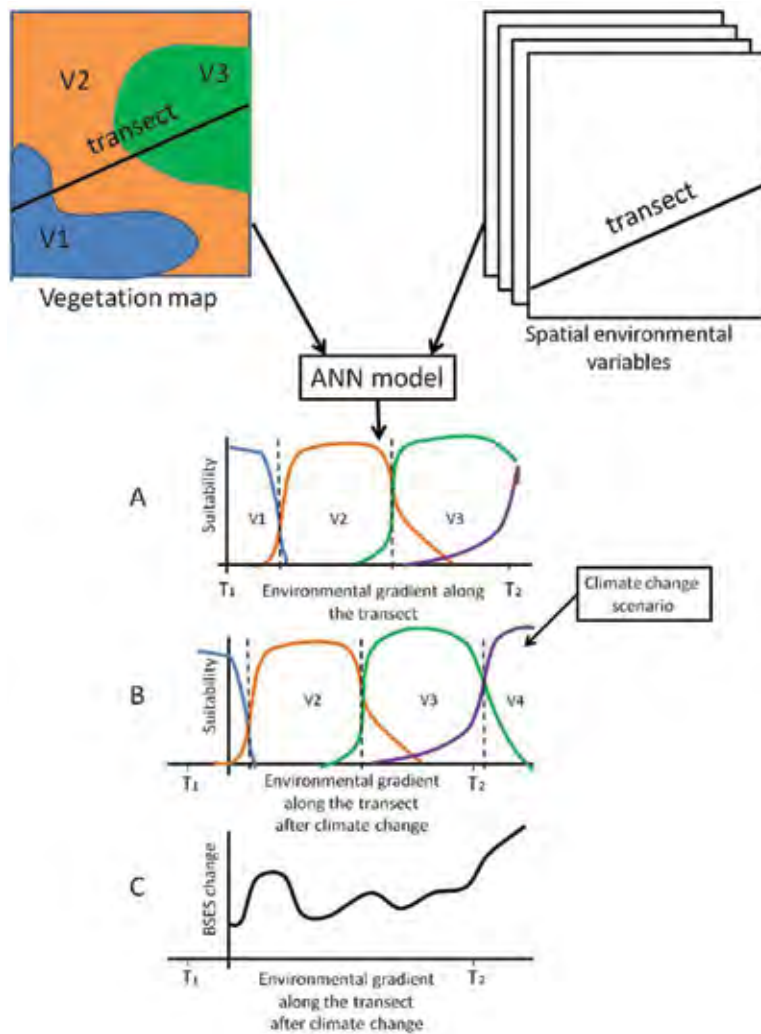 V2
V3
transect
V1
Vegetation map
transect
Spatial environmental
variables
ANN model
A
Suitability
V1
V2
V3
T1
Environmental gradient along
the transect
T2
Climate change
scenario
B
Suitability
V2
V3
V4
T1
Environmental gradient
along the transect
after climate change
T2
C
BSES change
T1
Environmental gradient
along the transect
after climate change
T2